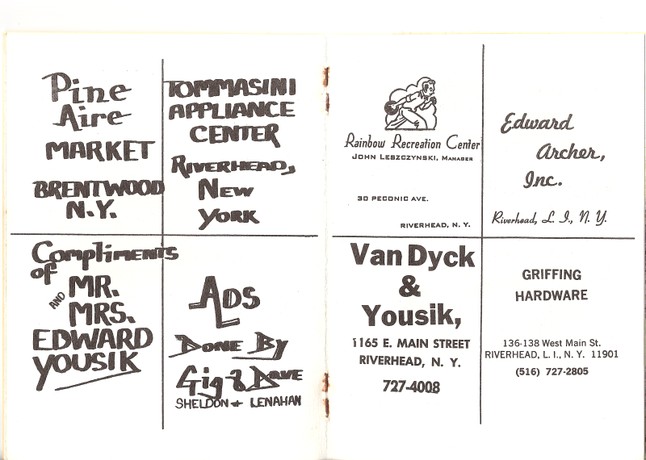 Pine
Aire
MARKET
BRENTWOOD
N.Y.
TOMMASINI
APPLIANCE
CENTER
RIVERHEAD,
NEW
YORK
Compliments
of
MR.
AND
MRS.
EDWARD
YOUSIK
ADS
DONE BY
Gig & DAVE
SHELDON + LENAHAN
Rainbow Recreation Center
JOHN LESZCZYNSKI, MANAGER
30 PECONIC AVE.
RIVERHEAD, N. Y.
Edward
Archer,
Inc.
Riverhead, L. I., N. Y.
Van Dyck
&
Yousik,
1165 E. MAIN STREET
RIVERHEAD, N. Y.
727-4008
GRIFFING
HARDWARE
136-138 West Main St.
RIVERHEAD, L. I., N. Y. 11901
(516) 727-2805